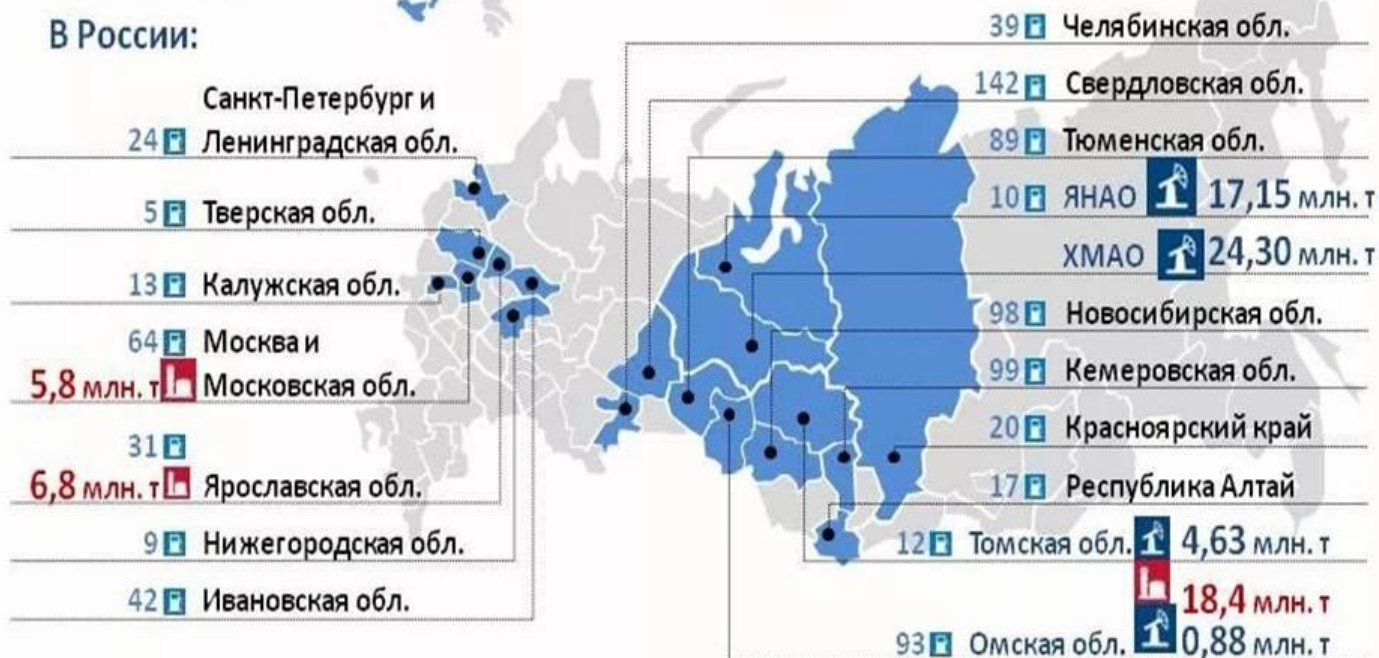 В России:
Санкт-Петербург и
24 Ленинградская обл.
5 Тверская обл.
13 Калужская обл.
64 Москва и
5,8 млн. т Московская обл.
31
6,8 млн. т Ярославская обл.
9 Нижегородская обл.
42 Ивановская обл.
39 Челябинская обл.
142 Свердловская обл.
89 Тюменская обл.
10 ЯНАО 17,15 млн. т
ХМАО 24,30 млн. т
98 Новосибирская обл.
99 Кемеровская обл.
20 Красноярский край
17 Республика Алтай
12 Томская обл. 4,63 млн. т
18,4 млн. т
93 Омская обл. 0,88 млн. т